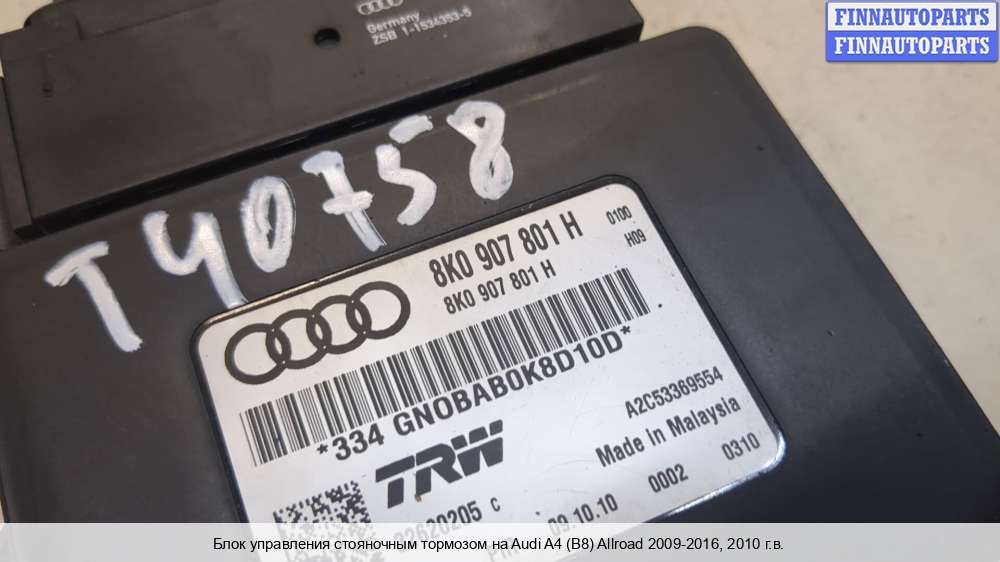 FINNAUTOPARTS
FINNAUTOPARTS
Germany
ZSB 1-1534353-5
T40758
8K0 907 801 H
0100
8K0 907 801 H
H09
*334 GNOBAB0K8D10D*
A2C53369554
TRW
Made In Malaysia
0310
0002
09.10.10
32620205 C
Блок управления стояночным тормозом на Audi A4 (B8) Allroad 2009-2016, 2010 г.в.